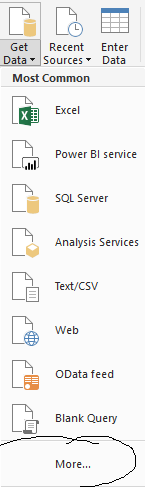 Get Data
Recent Sources
Enter Data
Most Common
Excel
Power BI service
SQL Server
Analysis Services
Text/CSV
Web
OData feed
Blank Query
More...